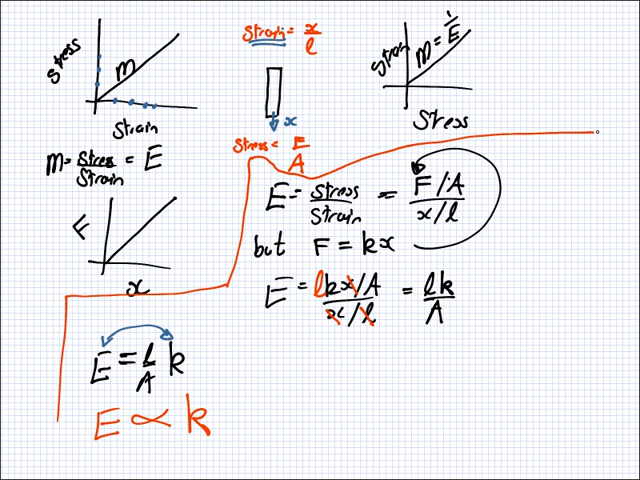 stress
m
strain
m = stress/strain = E
F
x
strain = x/l
x
stress = F/A
strain
m = 1/E
stress
E = stress/strain = F/A / x/l
but F = kx
E = lkx/A / x/l = lk/A
E = l/A k
E ∝ k